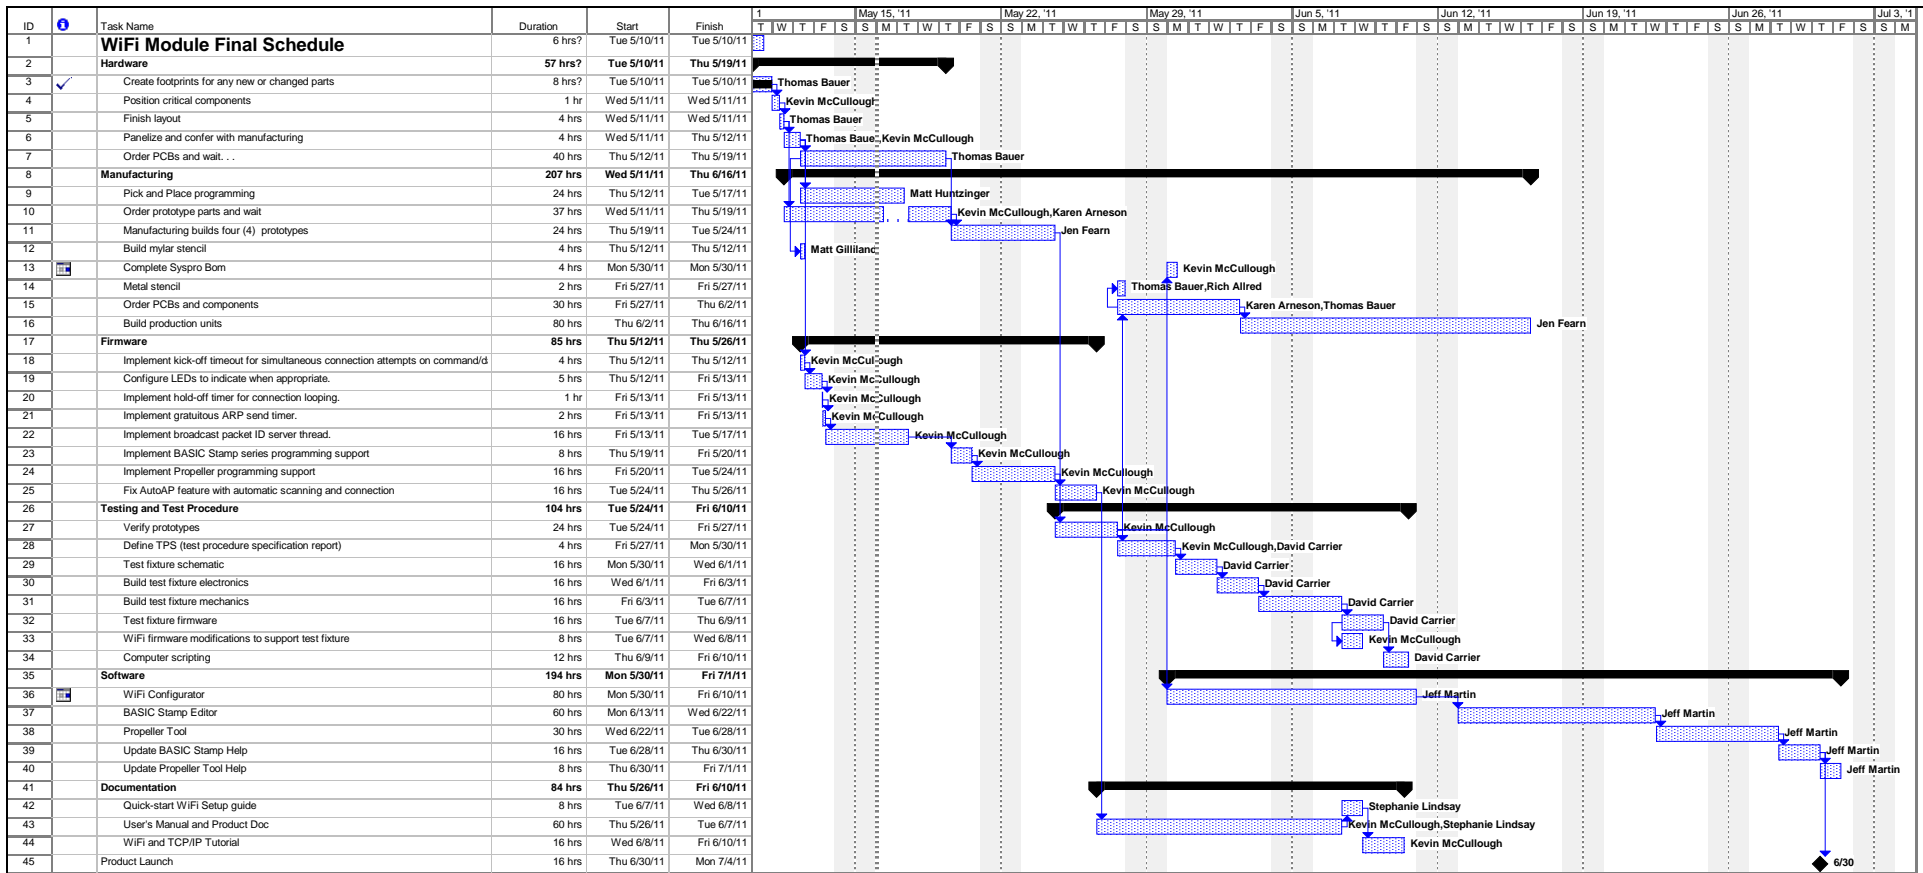 1 May 15, '11 May 22, '11 May 29, '11 Jun 5, '11 Jun 12, '11 Jun 19, '11 Jun 26, '11 Jul 3, '1
ID Task Name Duration Start Finish T W T F S S M T W T F S S M T W T F S S M T W T F S S M T W T F S S M T W T F S S M T W T F S S M T W T F S S M T W T F S S M
1 WiFi Module Final Schedule 6 hrs? Tue 5/10/11 Tue 5/10/11
2 Hardware 57 hrs? Tue 5/10/11 Thu 5/19/11
3 Create footprints for any new or changed parts 8 hrs? Tue 5/10/11 Tue 5/10/11 Thomas Bauer
4 Position critical components 1 hr Wed 5/11/11 Wed 5/11/11 Kevin McCullough
5 Finish layout 4 hrs Wed 5/11/11 Wed 5/11/11 Thomas Bauer
6 Panelize and confer with manufacturing 4 hrs Wed 5/11/11 Thu 5/12/11 Thomas Bauer,Kevin McCullough
7 Order PCBs and wait. . . 40 hrs Thu 5/12/11 Thu 5/19/11 Thomas Bauer
8 Manufacturing 207 hrs Wed 5/11/11 Thu 6/16/11
9 Pick and Place programming 24 hrs Thu 5/12/11 Tue 5/17/11 Matt Huntzinger
10 Order prototype parts and wait 37 hrs Wed 5/11/11 Thu 5/19/11 Kevin McCullough,Karen Arneson
11 Manufacturing builds four (4) prototypes 24 hrs Thu 5/19/11 Tue 5/24/11 Jen Fearn
12 Build mylar stencil 4 hrs Thu 5/12/11 Thu 5/12/11 Matt Gilliland
13 Complete Syspro Bom 4 hrs Mon 5/30/11 Mon 5/30/11 Kevin McCullough
14 Metal stencil 2 hrs Fri 5/27/11 Fri 5/27/11 Thomas Bauer,Rich Allred
15 Order PCBs and components 30 hrs Fri 5/27/11 Thu 6/2/11 Karen Arneson,Thomas Bauer
16 Build production units 80 hrs Thu 6/2/11 Thu 6/16/11 Jen Fearn
17 Firmware 85 hrs Thu 5/12/11 Thu 5/26/11
18 Implement kick-off timeout for simultaneous connection attempts on command/d 4 hrs Thu 5/12/11 Thu 5/12/11 Kevin McCullough
19 Configure LEDs to indicate when appropriate. 5 hrs Thu 5/12/11 Fri 5/13/11 Kevin McCullough
20 Implement hold-off timer for connection looping. 1 hr Fri 5/13/11 Fri 5/13/11 Kevin McCullough
21 Implement gratuitous ARP send timer. 2 hrs Fri 5/13/11 Fri 5/13/11 Kevin McCullough
22 Implement broadcast packet ID server thread. 16 hrs Fri 5/13/11 Tue 5/17/11 Kevin McCullough
23 Implement BASIC Stamp series programming support 8 hrs Thu 5/19/11 Fri 5/20/11 Kevin McCullough
24 Implement Propeller programming support 16 hrs Fri 5/20/11 Tue 5/24/11 Kevin McCullough
25 Fix AutoAP feature with automatic scanning and connection 16 hrs Tue 5/24/11 Thu 5/26/11 Kevin McCullough
26 Testing and Test Procedure 104 hrs Tue 5/24/11 Fri 6/10/11
27 Verify prototypes 24 hrs Tue 5/24/11 Fri 5/27/11 Kevin McCullough
28 Define TPS (test procedure specification report) 4 hrs Fri 5/27/11 Mon 5/30/11 Kevin McCullough,David Carrier
29 Test fixture schematic 16 hrs Mon 5/30/11 Wed 6/1/11 David Carrier
30 Build test fixture electronics 16 hrs Wed 6/1/11 Fri 6/3/11 David Carrier
31 Build test fixture mechanics 16 hrs Fri 6/3/11 Tue 6/7/11 David Carrier
32 Test fixture firmware 16 hrs Tue 6/7/11 Thu 6/9/11 David Carrier
33 WiFi firmware modifications to support test fixture 8 hrs Tue 6/7/11 Wed 6/8/11 Kevin McCullough
34 Computer scripting 12 hrs Thu 6/9/11 Fri 6/10/11 David Carrier
35 Software 194 hrs Mon 5/30/11 Fri 7/1/11
36 WiFi Configurator 80 hrs Mon 5/30/11 Fri 6/10/11 Jeff Martin
37 BASIC Stamp Editor 60 hrs Mon 6/13/11 Wed 6/22/11 Jeff Martin
38 Propeller Tool 30 hrs Wed 6/22/11 Tue 6/28/11 Jeff Martin
39 Update BASIC Stamp Help 16 hrs Tue 6/28/11 Thu 6/30/11 Jeff Martin
40 Update Propeller Tool Help 8 hrs Thu 6/30/11 Fri 7/1/11 Jeff Martin
41 Documentation 84 hrs Thu 5/26/11 Fri 6/10/11
42 Quick-start WiFi Setup guide 8 hrs Tue 6/7/11 Wed 6/8/11 Stephanie Lindsay
43 User's Manual and Product Doc 60 hrs Thu 5/26/11 Tue 6/7/11 Kevin McCullough,Stephanie Lindsay
44 WiFi and TCP/IP Tutorial 16 hrs Wed 6/8/11 Fri 6/10/11 Kevin McCullough
45 Product Launch 16 hrs Thu 6/30/11 Mon 7/4/11 6/30